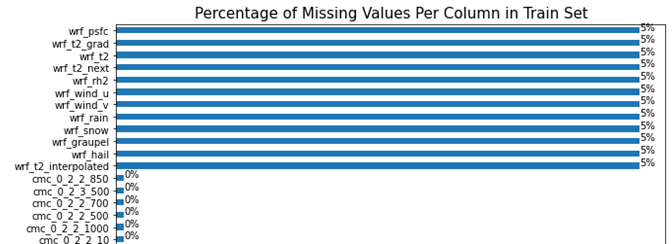 Percentage of Missing Values Per Column in Train Set
wrf_psfc 5%
wrf_t2_grad 5%
wrf_t2 5%
wrf_t2_next 5%
wrf_rh2 5%
wrf_wind_u 5%
wrf_wind_v 5%
wrf_rain 5%
wrf_snow 5%
wrf_graupel 5%
wrf_hail 5%
wrf_t2_interpolated 5%
cmc_0_2_2_850 0%
cmc_0_2_3_500 0%
cmc_0_2_2_700 0%
cmc_0_2_2_500 0%
cmc_0_2_2_1000 0%
cmc_0_2_2_10 0%